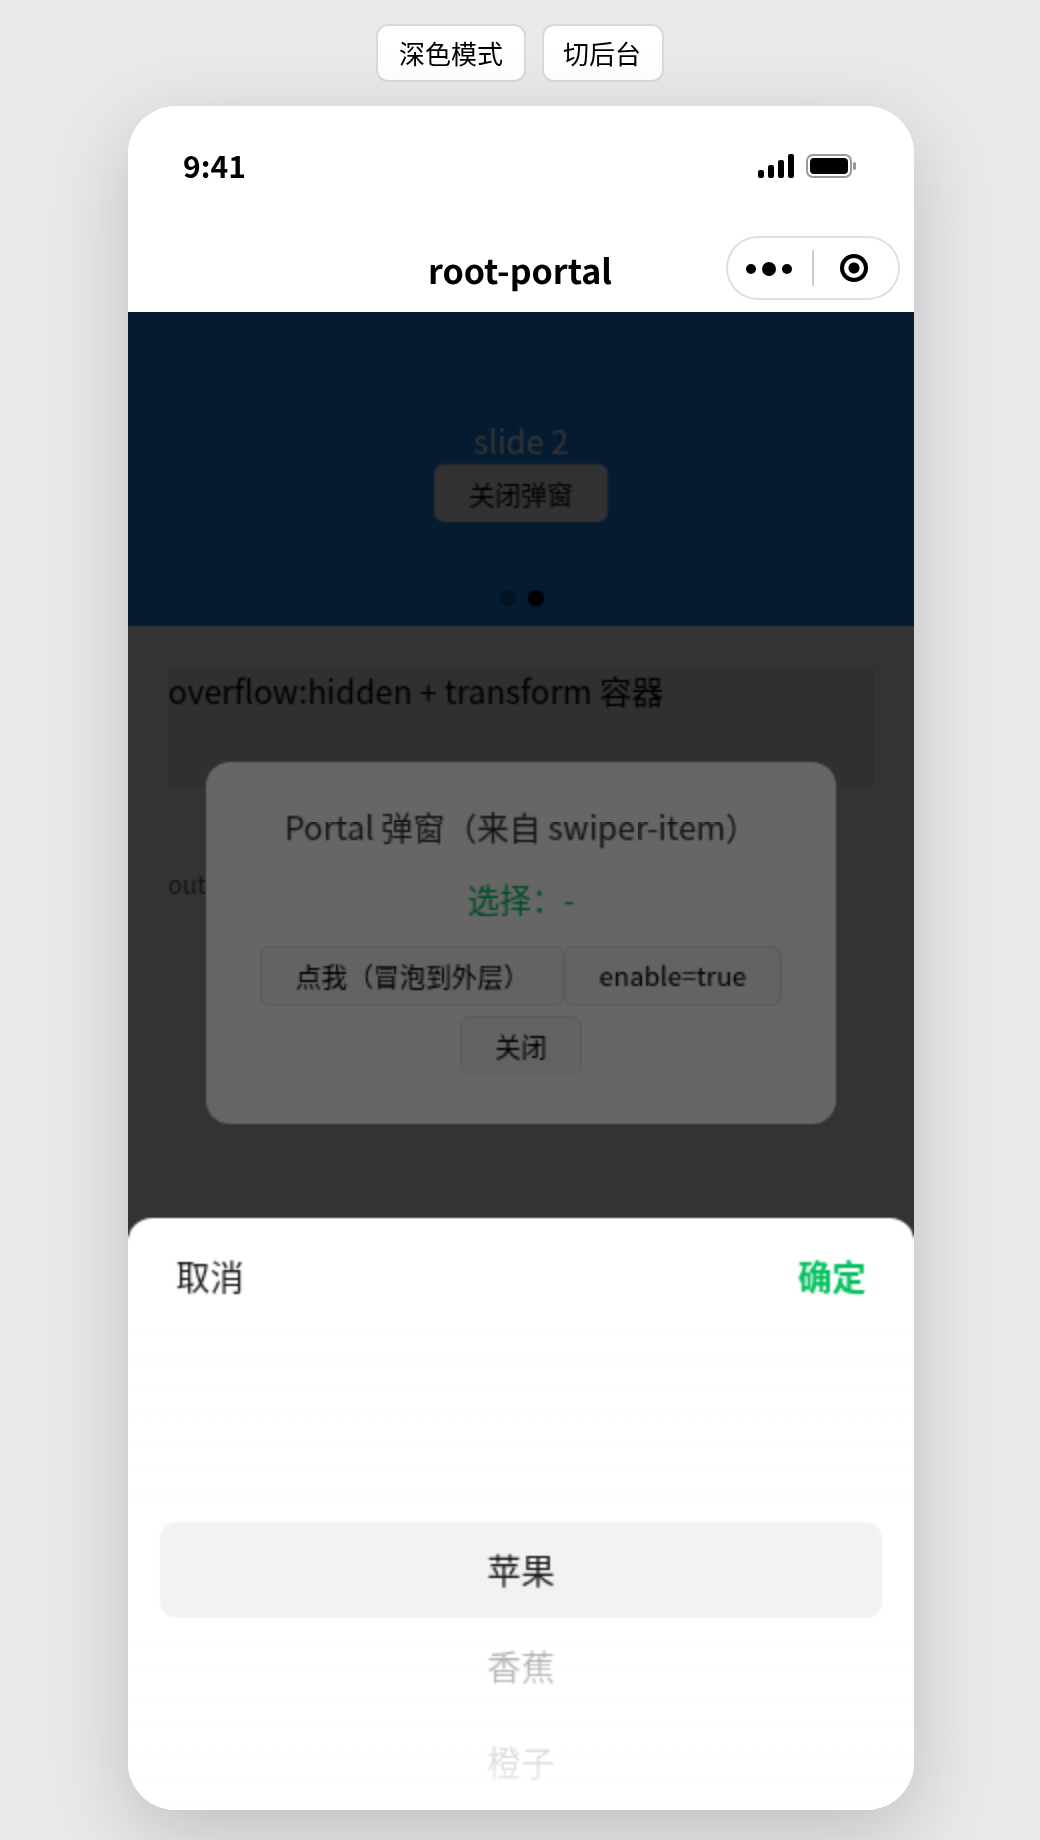 深色模式 切后台
9:41
root-portal
slide 2
关闭弹窗
overflow:hidden + transform 容器
Portal 弹窗（来自 swiper-item）
out
选择：-
点我（冒泡到外层） enable=true
关闭
取消 确定
苹果
香蕉
橙子